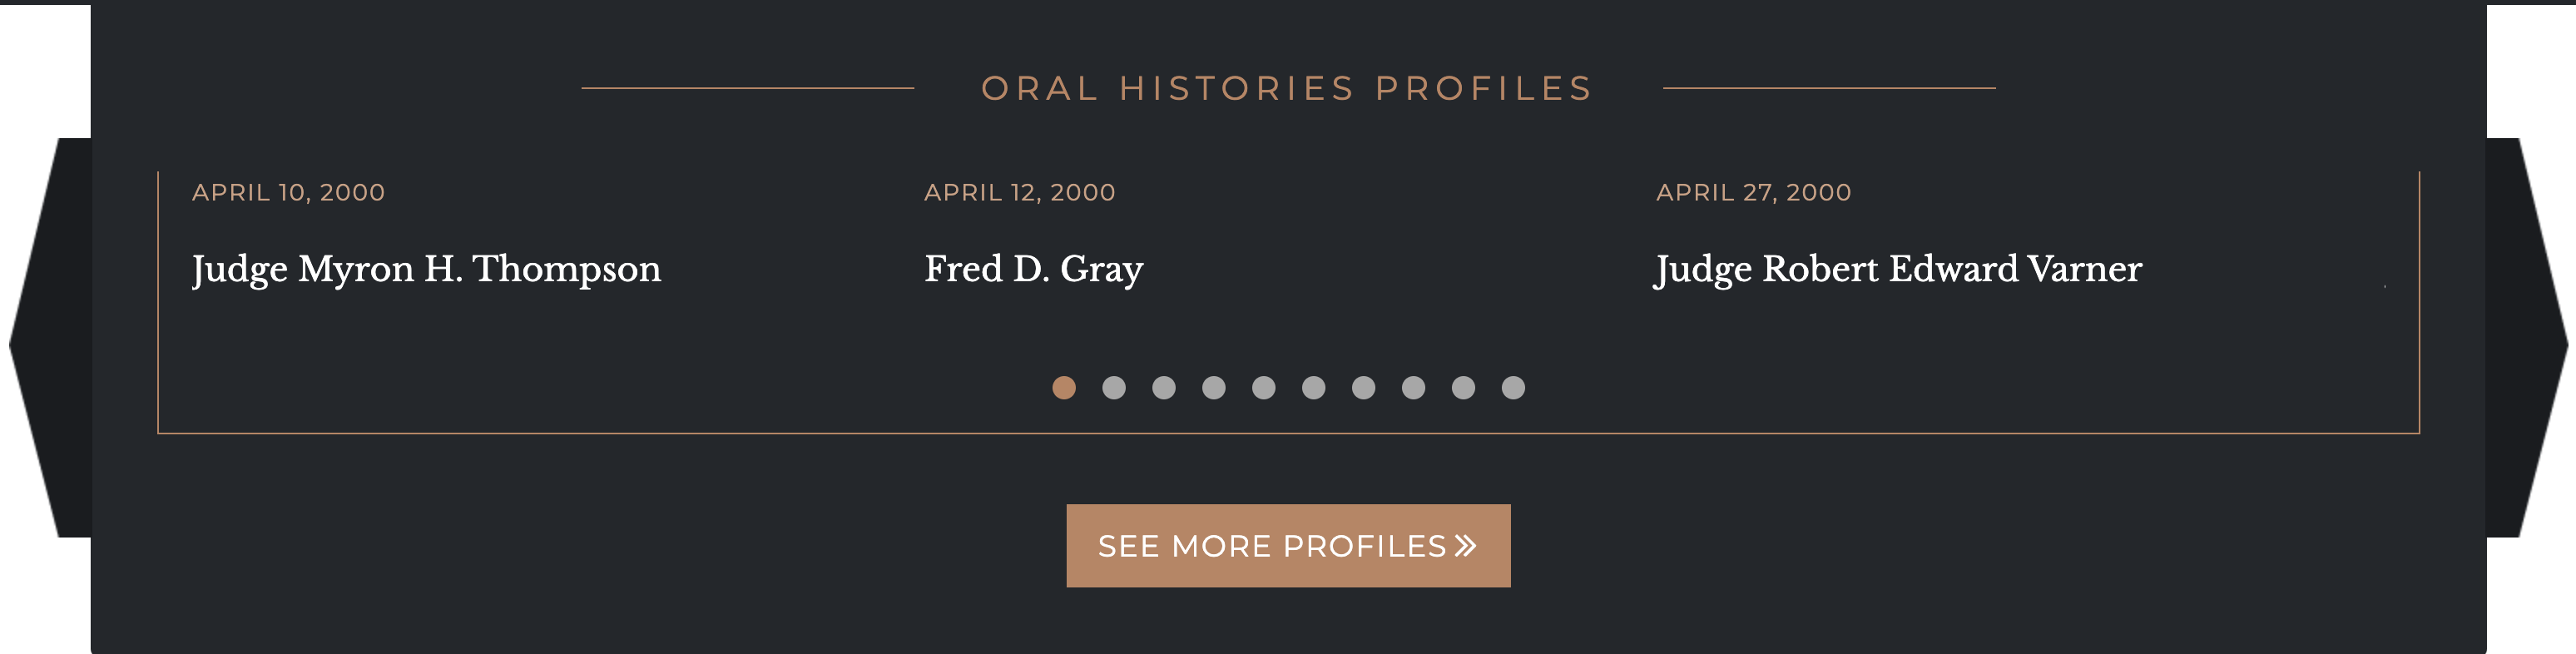 ORAL HISTORIES PROFILES
APRIL 10, 2000
Judge Myron H. Thompson
APRIL 12, 2000
Fred D. Gray
APRIL 27, 2000
Judge Robert Edward Varner
SEE MORE PROFILES »